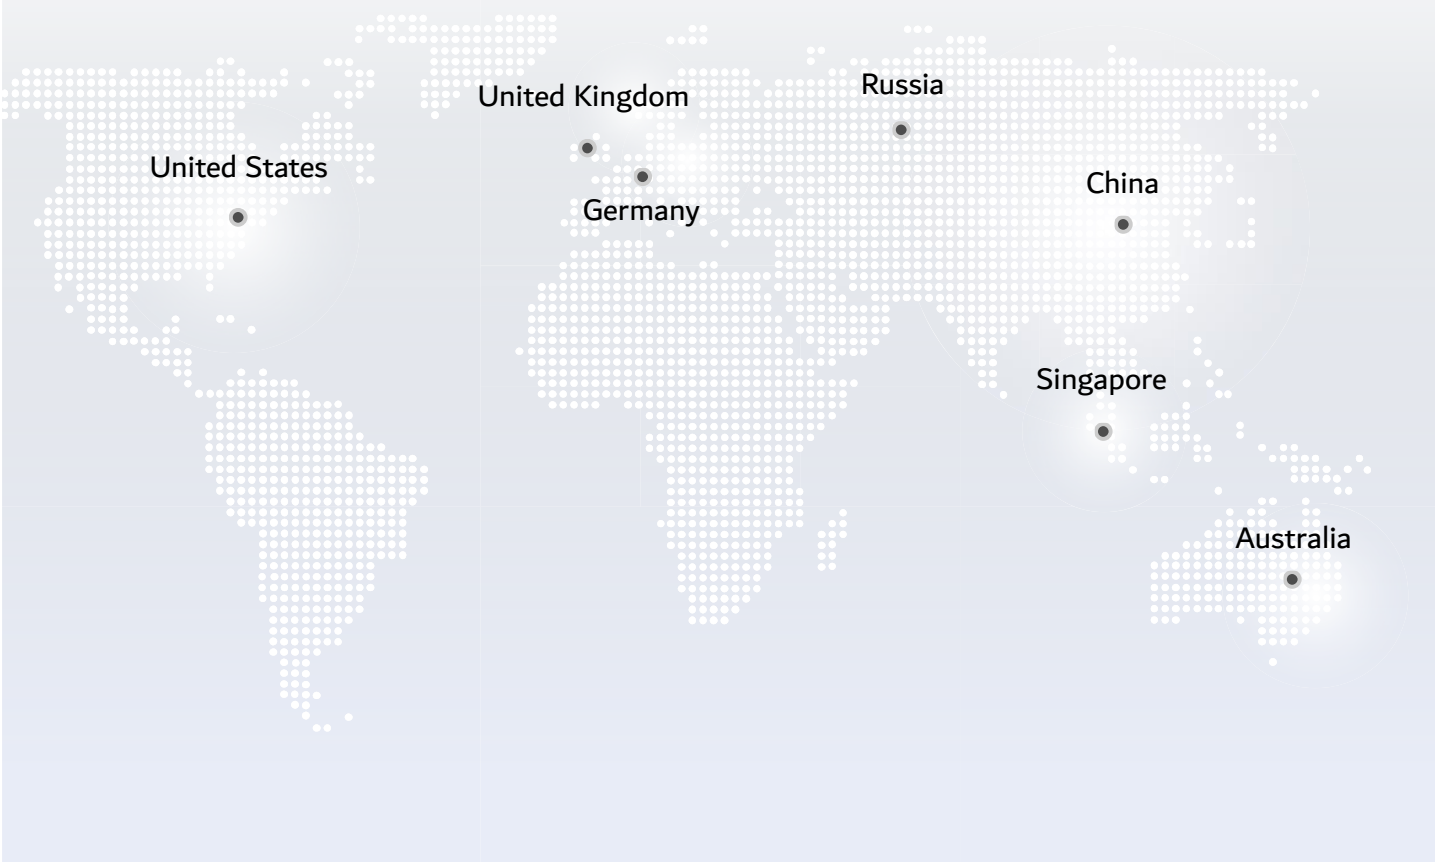 Russia
United Kingdom
United States
China
Germany
Singapore
Australia